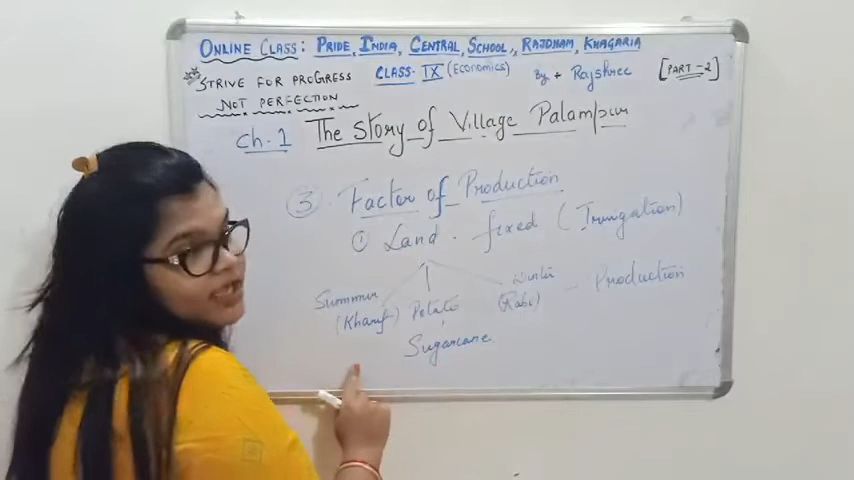 ONLINE CLASS: PRIDE, INDIA, CENTRAL, SCHOOL, RAJDHAM, KHAGARIA
STRIVE FOR PROGRESS CLASS- IX (ECONOMICS) By + Rajshree [PART-2]
NOT PERFECTION
Ch. 1 The Story of Village Palampur
3. Factor of Production
1 Land. fixed (Irrugation)
Summur Potato Winter - Production
(Kharif) (Rabi)
Sugarcane.